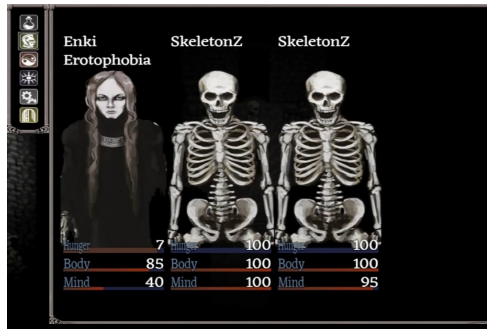 Enki
Erotophobia
SkeletonZ
SkeletonZ
Hunger 7
Body 85
Mind 40
Hunger 100
Body 100
Mind 100
Hunger 100
Body 100
Mind 95